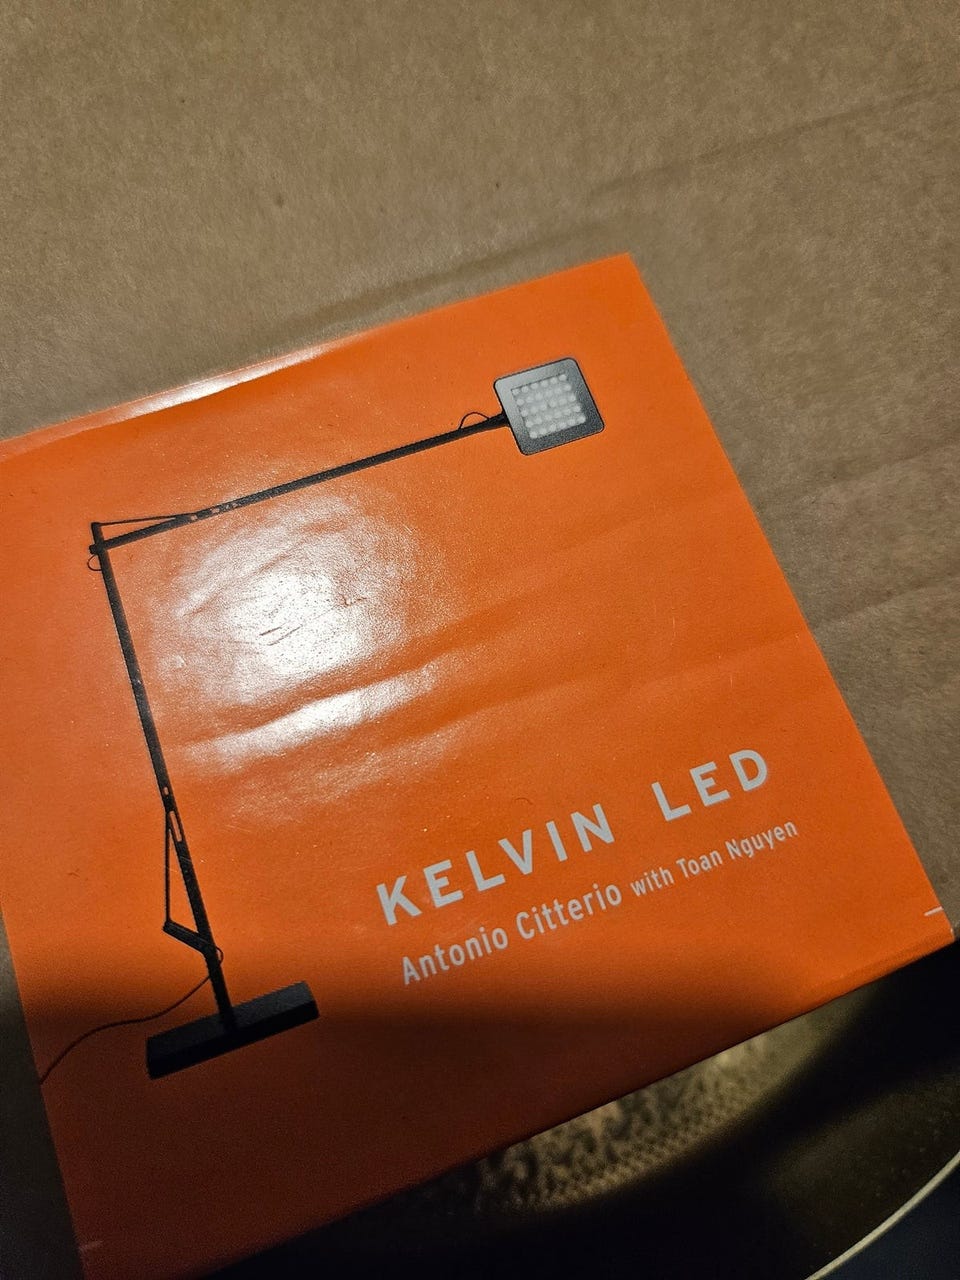 KELVIN LED
Antonio Citterio with Toan Nguyen